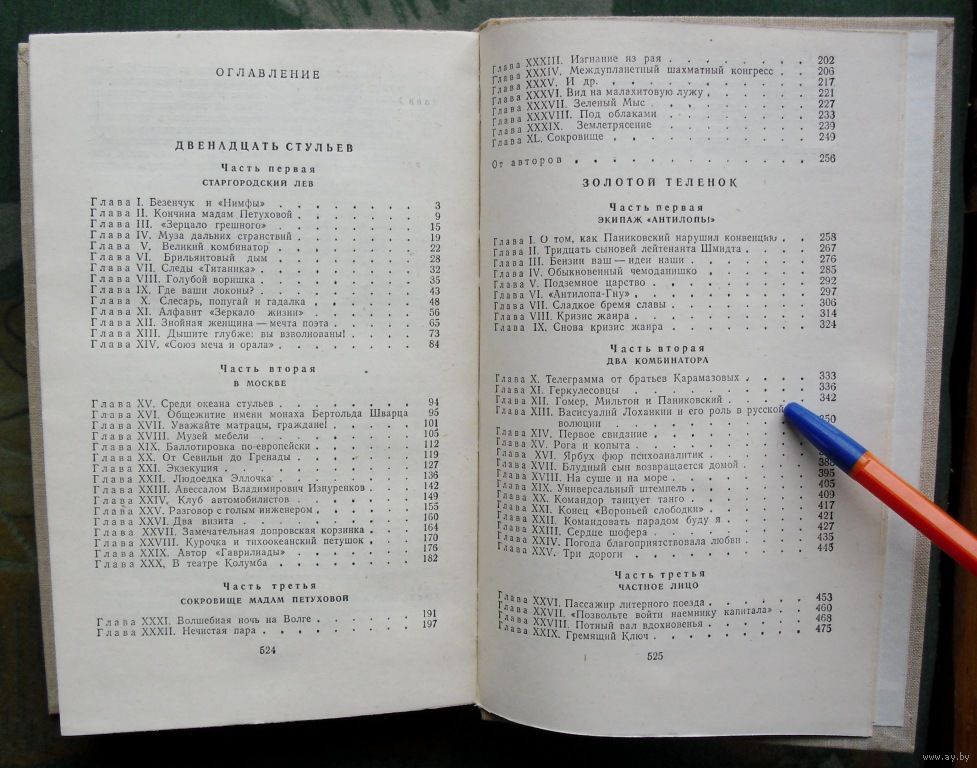 ОГЛАВЛЕНИЕ
ДВЕНАДЦАТЬ СТУЛЬЕВ
Часть первая
СТАРГОРОДСКИЙ ЛЕВ
Глава I. Безенчук и «Нимфы» 3
Глава II. Кончина мадам Петуховой 9
Глава III. «Зерцало грешного» 15
Глава IV. Муза дальних странствий 19
Глава V. Великий комбинатор 22
Глава VI. Брильянтовый дым 28
Глава VII. Следы «Титаника» 32
Глава VIII. Голубой воришка 35
Глава IX. Где ваши локоны? 43
Глава X. Слесарь, попугай и гадалка 48
Глава XI. Алфавит «Зеркало жизни» 56
Глава XII. Знойная женщина — мечта поэта 65
Глава XIII. Дышите глубже: вы взволнованы! 73
Глава XIV. «Союз меча и орала» 84
Часть вторая
В МОСКВЕ
Глава XV. Среди океана стульев 94
Глава XVI. Общежитие имени монаха Бертольда Шварца 95
Глава XVII. Уважайте матрацы, граждане! 101
Глава XVIII. Музей мебели 105
Глава XIX. Баллотировка по-европейски 112
Глава XX. От Севильи до Гренады 119
Глава XXI. Экзекуция 127
Глава XXII. Людоедка Эллочка 136
Глава XXIII. Авессалом Владимирович Изнуренков 142
Глава XXIV. Клуб автомобилистов 149
Глава XXV. Разговор с голым инженером 155
Глава XXVI. Два визита 160
Глава XXVII. Замечательная допровская корзинка 164
Глава XXVIII. Курочка и тихоокеанский петушок 170
Глава XXIX. Автор «Гаврилиады» 176
Глава XXX. В театре Колумба 182
Часть третья
СОКРОВИЩЕ МАДАМ ПЕТУХОВОЙ
Глава XXXI. Волшебная ночь на Волге 191
Глава XXXII. Нечистая пара 197
524
Глава XXXIII. Изгнание из рая 202
Глава XXXIV. Междупланетный шахматный конгресс 206
Глава XXXV. И др. 217
Глава XXXVI. Вид на малахитовую лужу 221
Глава XXXVII. Зеленый Мыс 227
Глава XXXVIII. Под облаками 233
Глава XXXIX. Землетрясение 239
Глава XL. Сокровище 249
От авторов 256
ЗОЛОТОЙ ТЕЛЕНОК
Часть первая
ЭКИПАЖ «АНТИЛОПЫ»
Глава I. О том, как Паниковский нарушил конвенцию 258
Глава II. Тридцать сыновей лейтенанта Шмидта 267
Глава III. Бензин ваш — идеи наши 276
Глава IV. Обыкновенный чемоданишко 285
Глава V. Подземное царство 292
Глава VI. «Антилопа-Гну» 297
Глава VII. Сладкое бремя славы 306
Глава VIII. Кризис жанра 314
Глава IX. Снова кризис жанра 324
Часть вторая
ДВА КОМБИНАТОРА
Глава X. Телеграмма от братьев Карамазовых 333
Глава XI. Геркулесовцы 336
Глава XII. Гомер, Мильтон и Паниковский 342
Глава XIII. Васисуалий Лоханкин и его роль в русской
волюции 350
Глава XIV. Первое свидание
Глава XV. Рога и копыта
Глава XVI. Ярбух фюр психоаналитик
Глава XVII. Блудный сын возвращается домой 388
Глава XVIII. На суше и на море 395
Глава XIX. Универсальный штемпель 405
Глава XX. Командор танцует танго 409
Глава XXI. Конец «Вороньей слободки» 417
Глава XXII. Командовать парадом буду я 421
Глава XXIII. Сердце шофера 427
Глава XXIV. Погода благоприятствовала любви 435
Глава XXV. Три дороги 445
Часть третья
ЧАСТНОЕ ЛИЦО
Глава XXVI. Пассажир литерного поезда 453
Глава XXVII. «Позвольте войти наемнику капитала» 460
Глава XXVIII. Потный вал вдохновенья 468
Глава XXIX. Гремящий Ключ 475
525
www.ay.by